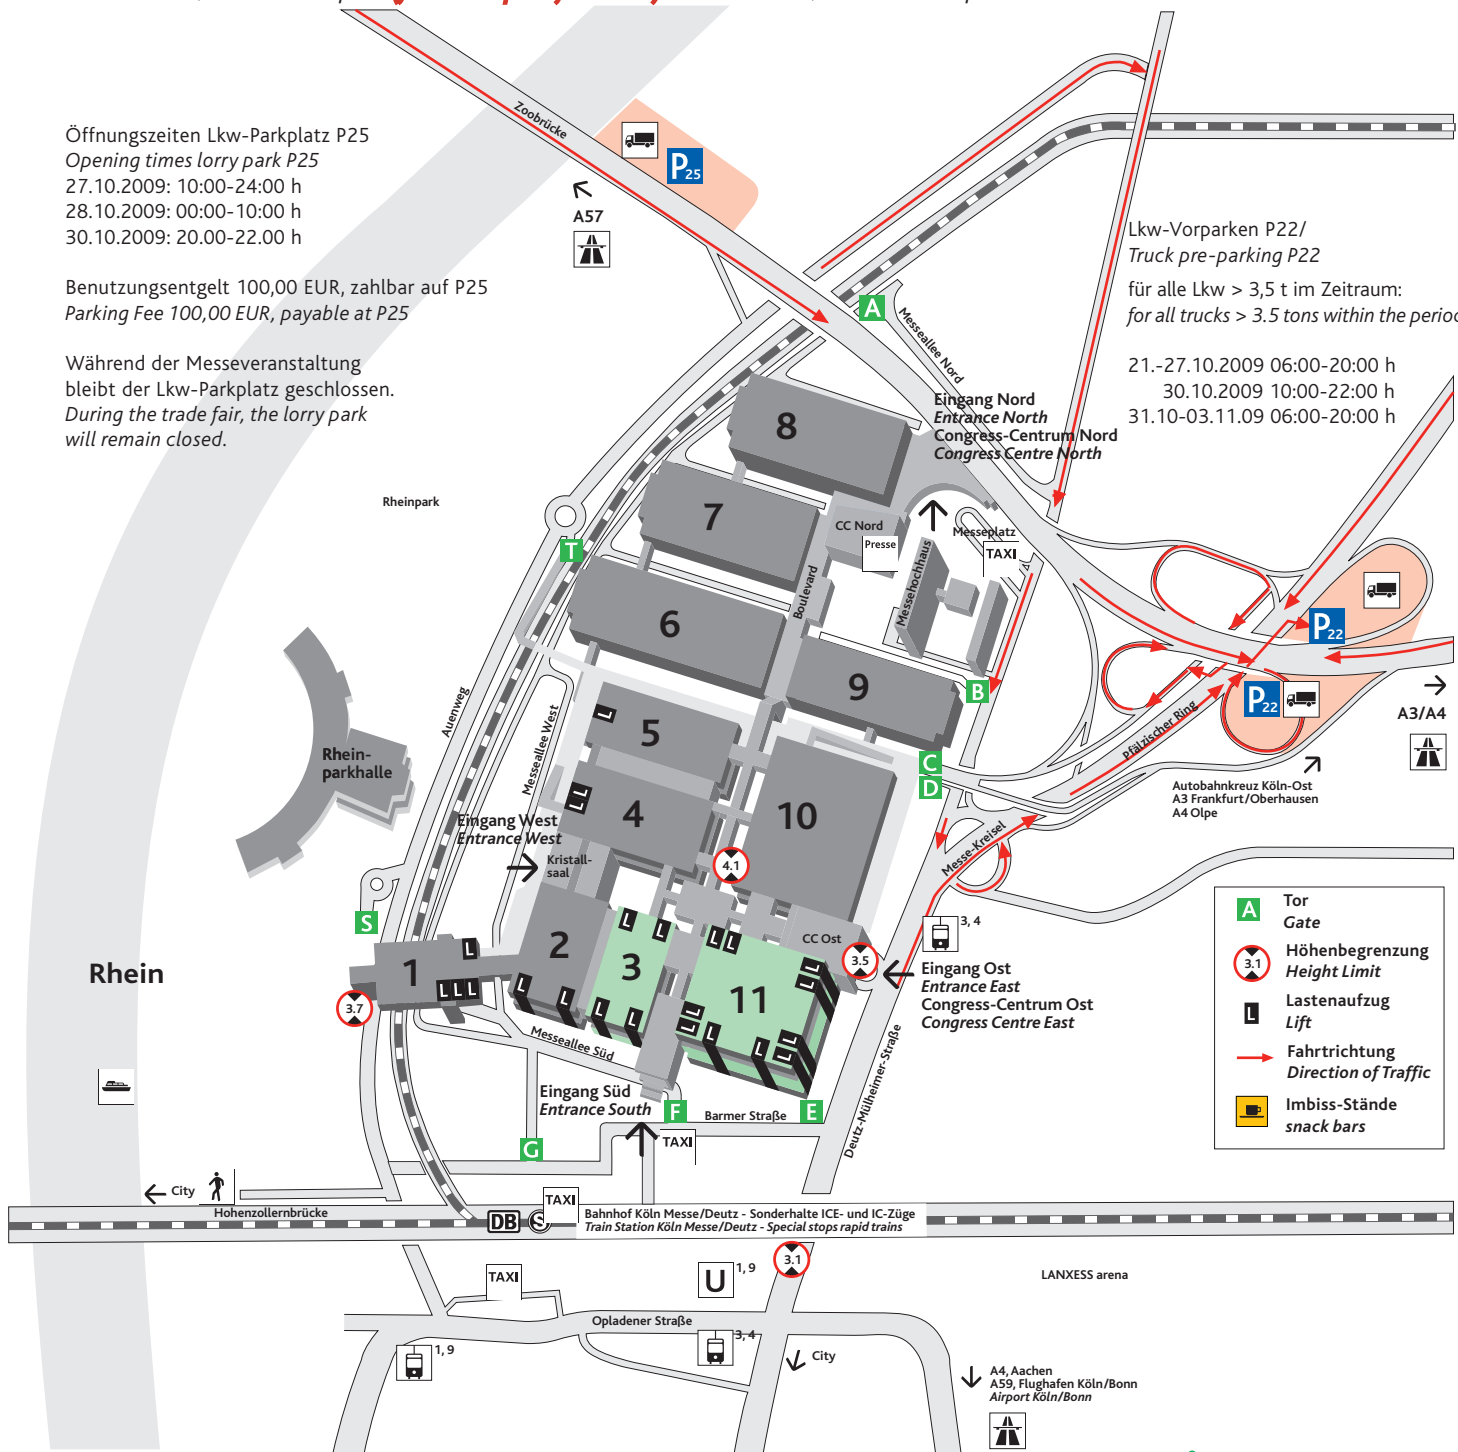 Zoobrücke
Öffnungszeiten Lkw-Parkplatz P25
Opening times lorry park P25
27.10.2009: 10:00-24:00 h
28.10.2009: 00:00-10:00 h
30.10.2009: 20.00-22.00 h
Benutzungsentgelt 100,00 EUR, zahlbar auf P25
Parking Fee 100,00 EUR, payable at P25
Während der Messeveranstaltung
bleibt der Lkw-Parkplatz geschlossen.
During the trade fair, the lorry park
will remain closed.
P25
A57
Lkw-Vorparken P22/
Truck pre-parking P22
für alle Lkw > 3,5 t im Zeitraum:
for all trucks > 3.5 tons within the period
21.-27.10.2009 06:00-20:00 h
30.10.2009 10:00-22:00 h
31.10-03.11.09 06:00-20:00 h
A
Messeallee Nord
Eingang Nord
Entrance North
Congress-Centrum Nord
Congress Centre North
8
7
Rheinpark
CC Nord
Presse
Messeplatz
TAXI
T
Messehochhaus
Boulevard
6
P22
P22
9
B
A3/A4
Auenweg
Messeallee West
L
5
Pfälzischer Ring
Rhein-
parkhalle
C
D
Autobahnkreuz Köln-Ost
A3 Frankfurt/Oberhausen
A4 Olpe
L
L
4
10
Eingang West
Entrance West
Kristall-
saal
4.1
Messe-Kreisel
A
Tor
Gate
3.1
Höhenbegrenzung
Height Limit
L
Lastenaufzug
Lift
Fahrtrichtung
Direction of Traffic
Imbiss-Stände
snack bars
S
3, 4
Rhein
1
L
L
L
L
2
L
L
3
L
L
L
L
CC Ost
3.5
11
L
L
L
L
L
L
L
L
L
L
L
L
Eingang Ost
Entrance East
Congress-Centrum Ost
Congress Centre East
3.7
Messeallee Süd
Deutz-Mülheimer-Straße
Eingang Süd
Entrance South
F
Barmer Straße
E
G
TAXI
City
Hohenzollernbrücke
TAXI
DB
S
Bahnhof Köln Messe/Deutz - Sonderhalte ICE- und IC-Züge
Train Station Köln Messe/Deutz - Special stops rapid trains
3.1
TAXI
U
1, 9
LANXESS arena
Opladener Straße
1, 9
3, 4
City
A4, Aachen
A59, Flughafen Köln/Bonn
Airport Köln/Bonn